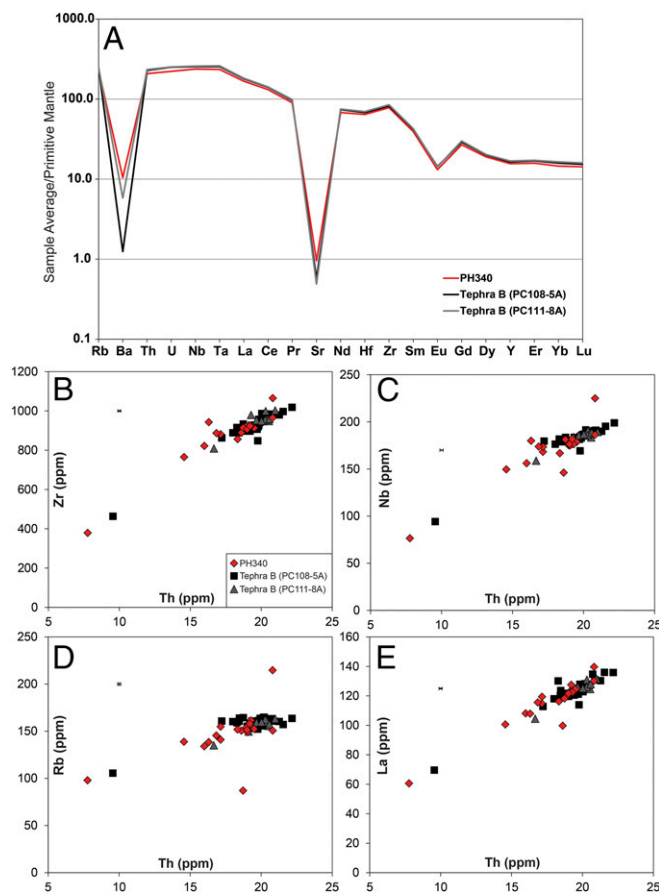 A
1000.0
100.0
10.0
1.0
0.1
Sample Average/Primitive Mantle
PH340
Tephra B (PC108-5A)
Tephra B (PC111-8A)
Rb Ba Th U Nb Ta La Ce Pr Sr Nd Hf Zr Sm Eu Gd Dy Y Er Yb Lu
B
1000
800
600
400
200
0
Zr (ppm)
5 10 15 20 25
Th (ppm)
PH340
Tephra B (PC108-5A)
Tephra B (PC111-8A)
C
200
150
100
50
0
Nb (ppm)
5 10 15 20 25
Th (ppm)
D
250
200
150
100
50
0
Rb (ppm)
5 10 15 20 25
Th (ppm)
E
160
140
120
100
80
60
40
20
0
La (ppm)
5 10 15 20 25
Th (ppm)